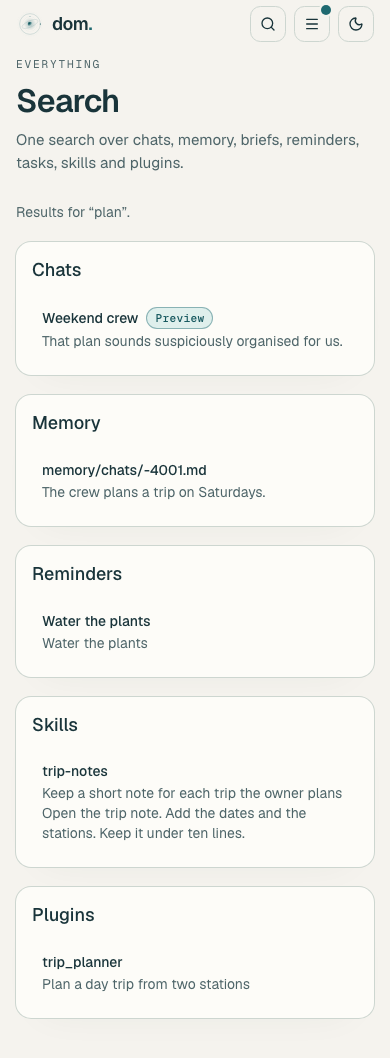 dom.
EVERYTHING
Search
One search over chats, memory, briefs, reminders,
tasks, skills and plugins.
Results for “plan”.
Chats
Weekend crew Preview
That plan sounds suspiciously organised for us.
Memory
memory/chats/-4001.md
The crew plans a trip on Saturdays.
Reminders
Water the plants
Water the plants
Skills
trip-notes
Keep a short note for each trip the owner plans
Open the trip note. Add the dates and the
stations. Keep it under ten lines.
Plugins
trip_planner
Plan a day trip from two stations